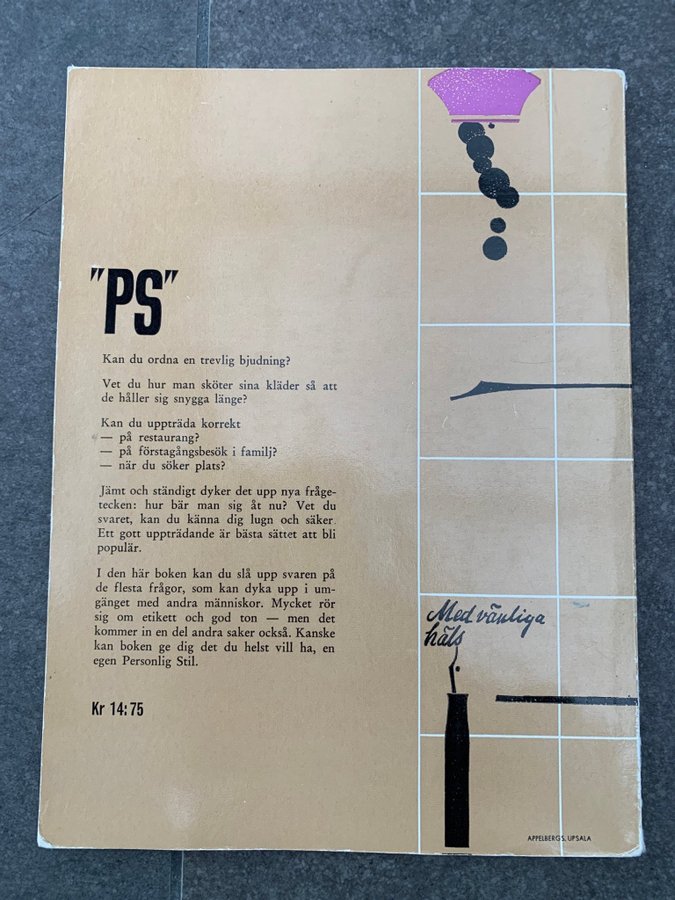 "PS"
Kan du ordna en trevlig bjudning?
Vet du hur man sköter sina kläder så att
de håller sig snygga länge?
Kan du uppträda korrekt
— på restaurang?
— på förstagångsbesök i familj?
— när du söker plats?
Jämt och ständigt dyker det upp nya fråge-
tecken: hur bär man sig åt nu? Vet du
svaret, kan du känna dig lugn och säker.
Ett gott uppträdande är bästa sättet att bli
populär.
I den här boken kan du slå upp svaren på
de flesta frågor, som kan dyka upp i um-
gänget med andra människor. Mycket rör
sig om etikett och god ton — men det
kommer in en del andra saker också. Kanske
kan boken ge dig det du helst vill ha, en
egen Personlig Stil.
Kr 14:75
Med vänliga
häls
APPELBERGS, UPSALA